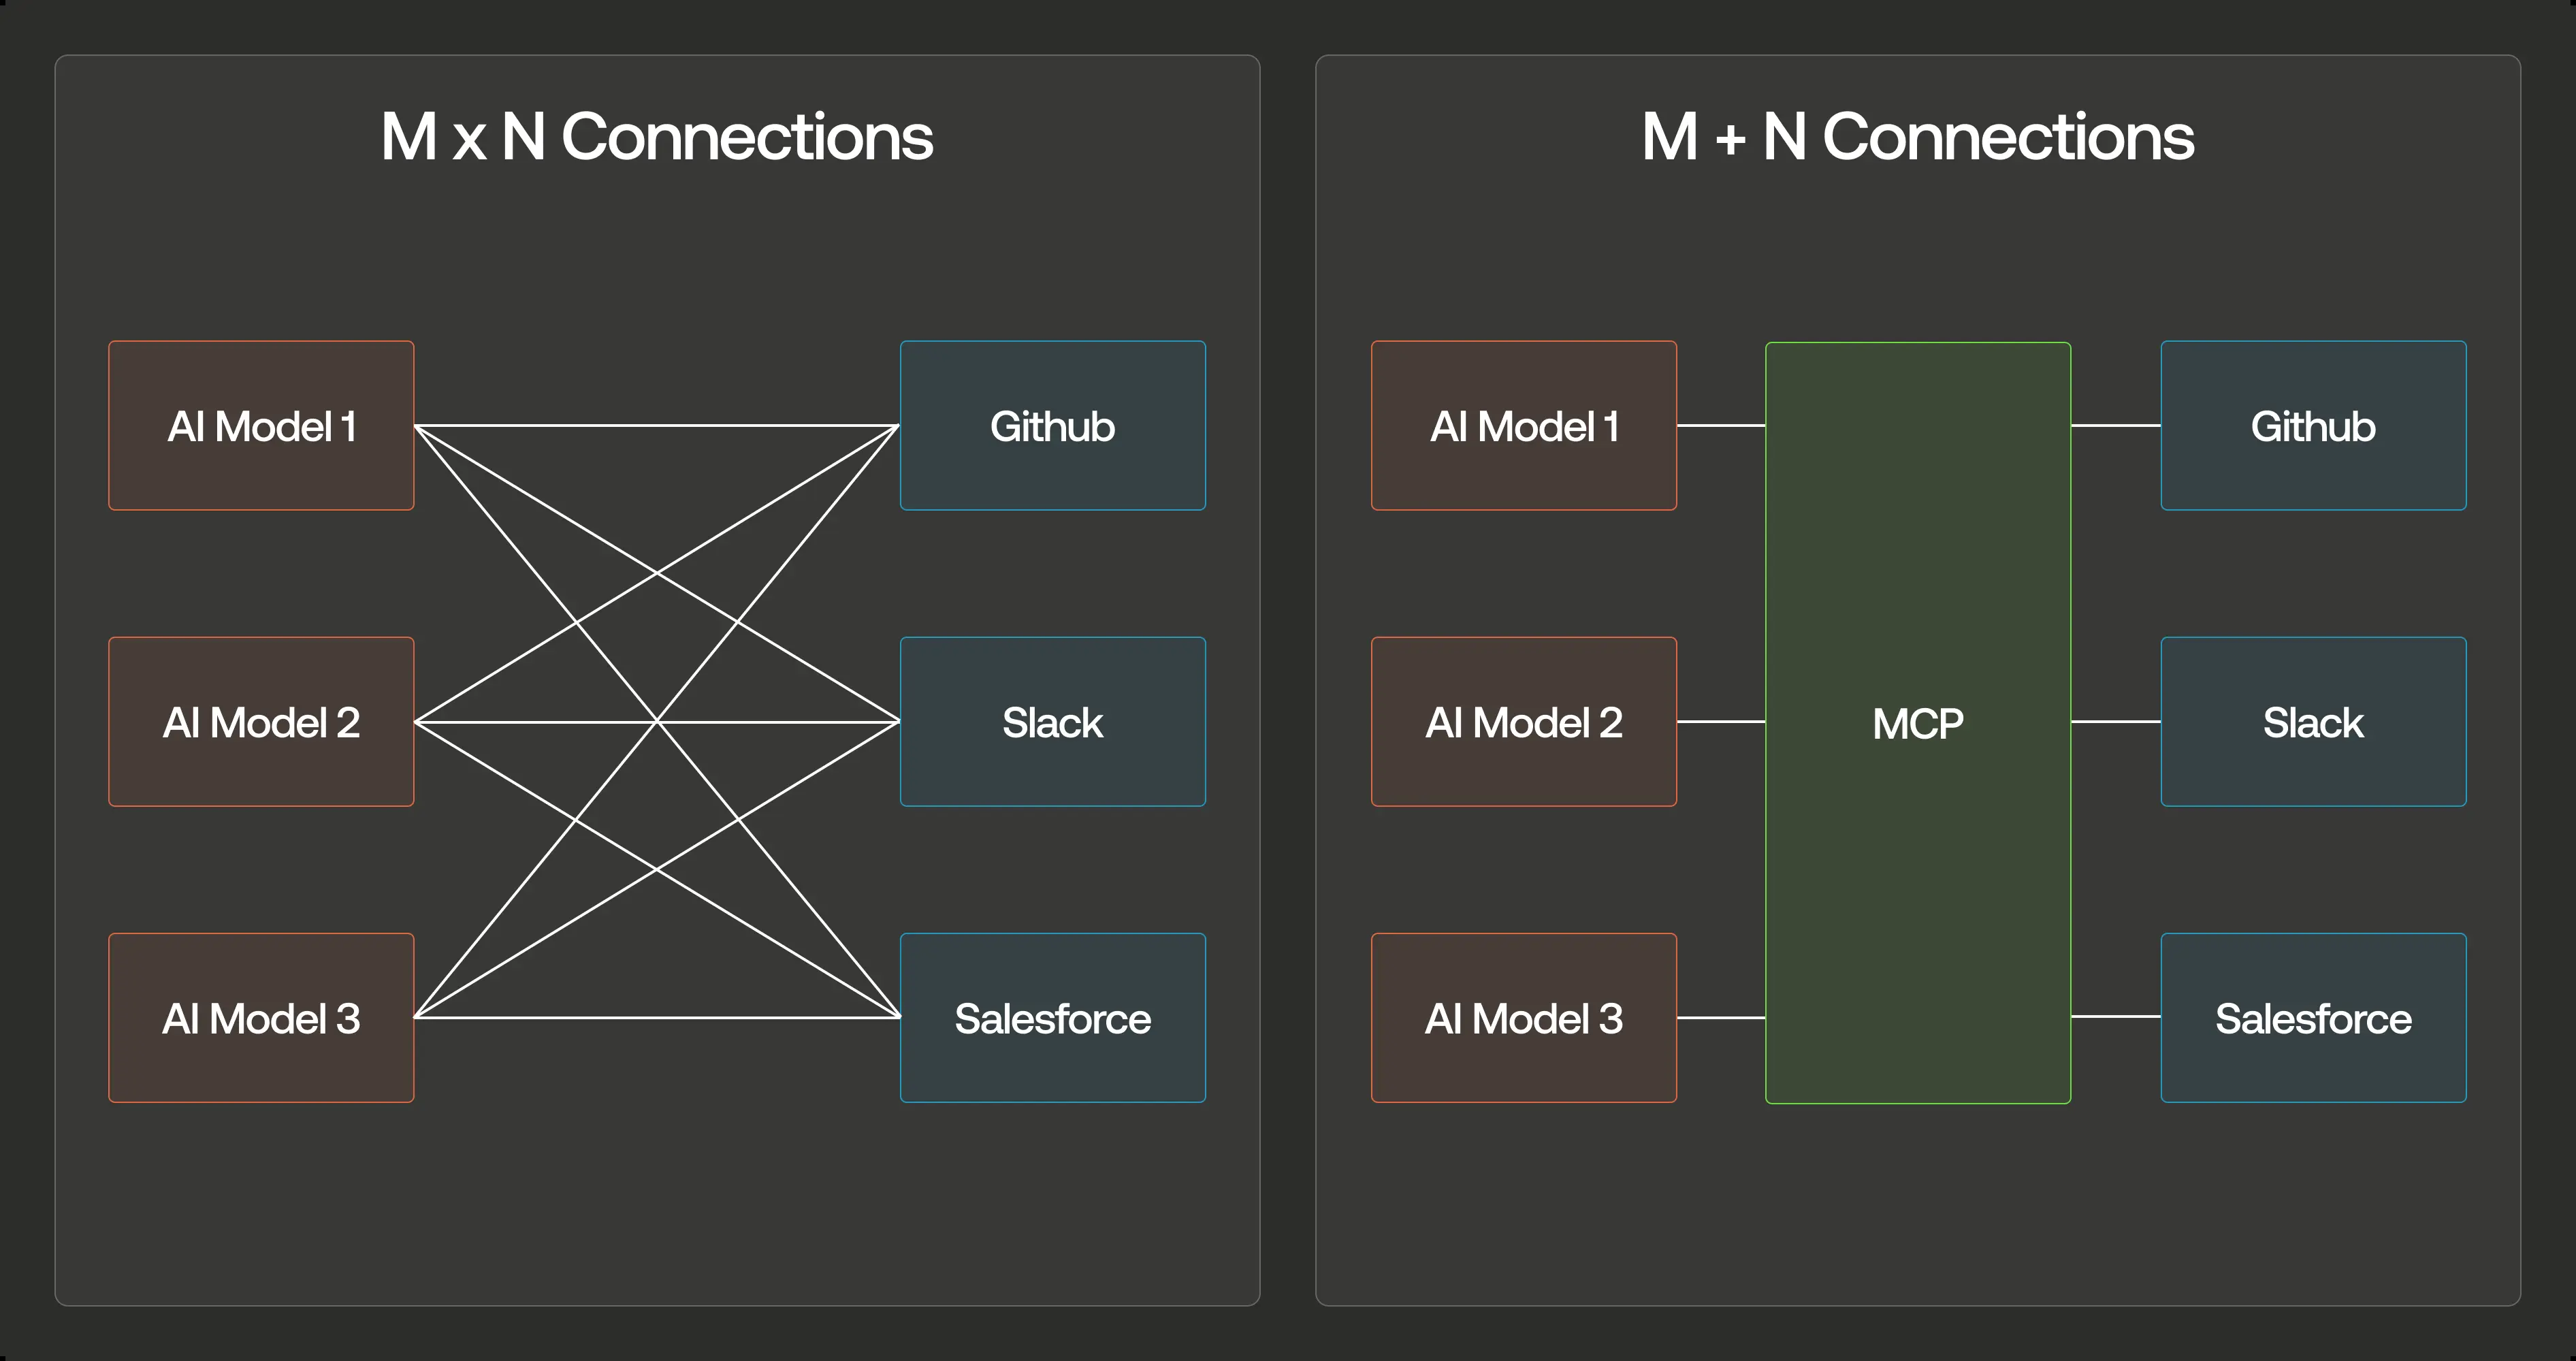 M x N Connections
AI Model 1
Github
AI Model 2
Slack
AI Model 3
Salesforce
M + N Connections
AI Model 1
Github
AI Model 2
MCP
Slack
AI Model 3
Salesforce